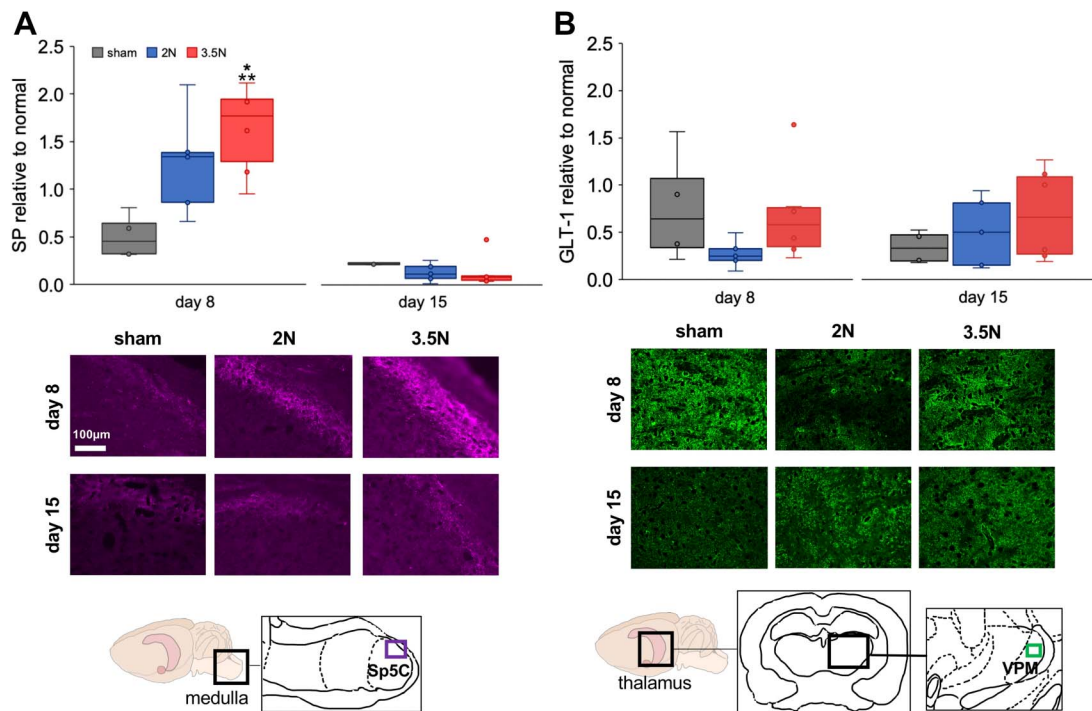 A
SP relative to normal
2.5
2.0
1.5
1.0
0.5
0.0
sham 2N 3.5N
*
**
day 8 day 15
B
GLT-1 relative to normal
2.5
2.0
1.5
1.0
0.5
0.0
day 8 day 15
sham 2N 3.5N
day 8
100µm
day 15
sham 2N 3.5N
day 8
day 15
medulla
Sp5C
thalamus
VPM